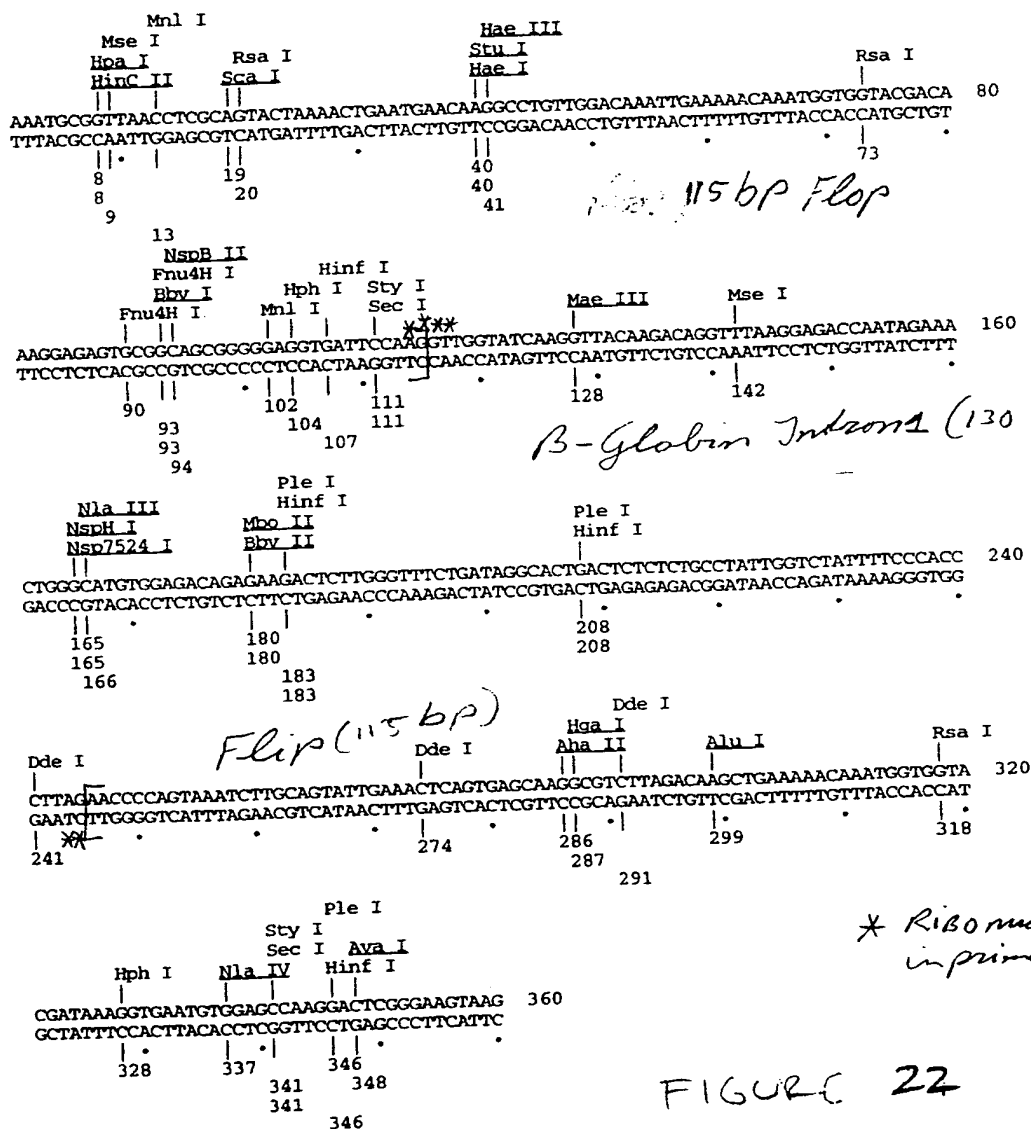 Mnl I
Mse I
Hpa I Rsa I
HinC II Sca I
Hae III
Stu I
Hae I
Rsa I
AAATGCGGTTAACCTCGCAGTACTAAAACTGAATGAACAAGGCCTGTTGGACAAATTGAAAAACAAATGGTGGTACGACA 80
TTTACGCCAATTGGAGCGTCATGATTTTGACTTACTTGTTCCGGACAACCTGTTTAACTTTTTGTTTACCACCATGCTGT
8 19 40 73
8 20 40
9 41
13
115 bp Flop
NspB II
Fnu4H I Hinf I
Bbv I Hph I Sty I
Fnu4H I Mnl I Sec I Mae III Mse I
****
AAGGAGAGTGCGGCAGCGGGGGAGGTGATTCCAAGGTTGGTATCAAGGTTACAAGACAGGTTTAAGGAGACCAATAGAAA 160
TTCCTCTCACGCCGTCGCCCCCTCCACTAAGGTTCCAACCATAGTTCCAATGTTCTGTCCAAATTCCTCTGGTTATCTTT
90 93 102 104 107 111 128 142
93 111
94
β-Globin Intron1 (130
Nla III Ple I
NspH I Hinf I Ple I
Nsp7524 I Mbo II Hinf I
Bbv II
CTGGGCATGTGGAGACAGAGAAGACTCTTGGGTTTCTGATAGGCACTGACTCTCTCTGCCTATTGGTCTATTTTCCCACC 240
GACCCGTACACCTCTGTCTCTTCTGAGAACCCAAAGACTATCCGTGACTGAGAGAGACGGATAACCAGATAAAAGGGTGG
165 180 208
165 180 208
166 183
183
Flip (115 bp)
Dde I
Hga I
Dde I Dde I Aha II Alu I Rsa I
CTTAGAACCCCAGTAAATCTTGCAGTATTGAAACTCAGTGAGCAAGGCGTCTTAGACAAGCTGAAAAACAAATGGTGGTA 320
GAATCTTGGGGTCATTTAGAACGTCATAACTTTGAGTCACTCGTTCCGCAGAATCTGTTCGACTTTTTGTTTACCACCAT
**
241 274 286 299 318
287
291
Ple I
Sty I
Sec I Ava I
Hph I Nla IV Hinf I
CGATAAAGGTGAATGTGGAGCCAAGGACTCGGGAAGTAAG 360
GCTATTTCCACTTACACCTCGGTTCCTGAGCCCTTCATTC
328 337 346
341 348
341
346
* Ribonu
in prim
FIGURE 22